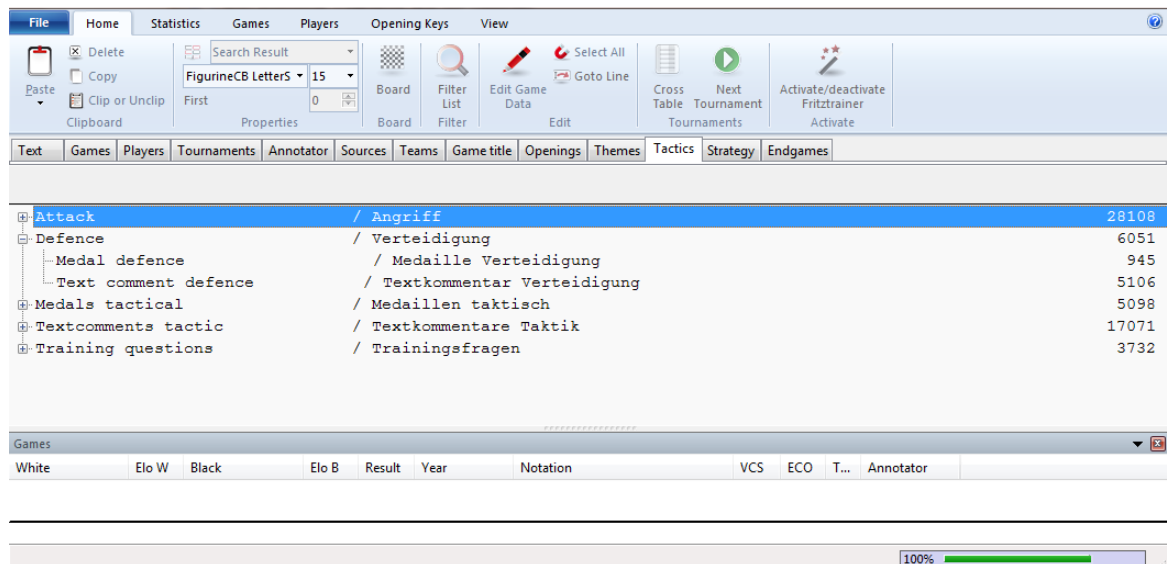 File Home Statistics Games Players Opening Keys View
Delete Search Result Select All
Copy FigurineCB LetterS 15 Goto Line
Paste Board Filter Edit Game Cross Next Activate/deactivate
Clip or Unclip First 0 List Data Table Tournament Fritztrainer
Clipboard Properties Board Filter Edit Tournaments Activate
Text Games Players Tournaments Annotator Sources Teams Game title Openings Themes Tactics Strategy Endgames
Attack / Angriff 28108
Defence / Verteidigung 6051
Medal defence / Medaille Verteidigung 945
Text comment defence / Textkommentar Verteidigung 5106
Medals tactical / Medaillen taktisch 5098
Textcomments tactic / Textkommentare Taktik 17071
Training questions / Trainingsfragen 3732
Games
White Elo W Black Elo B Result Year Notation VCS ECO T... Annotator
100%